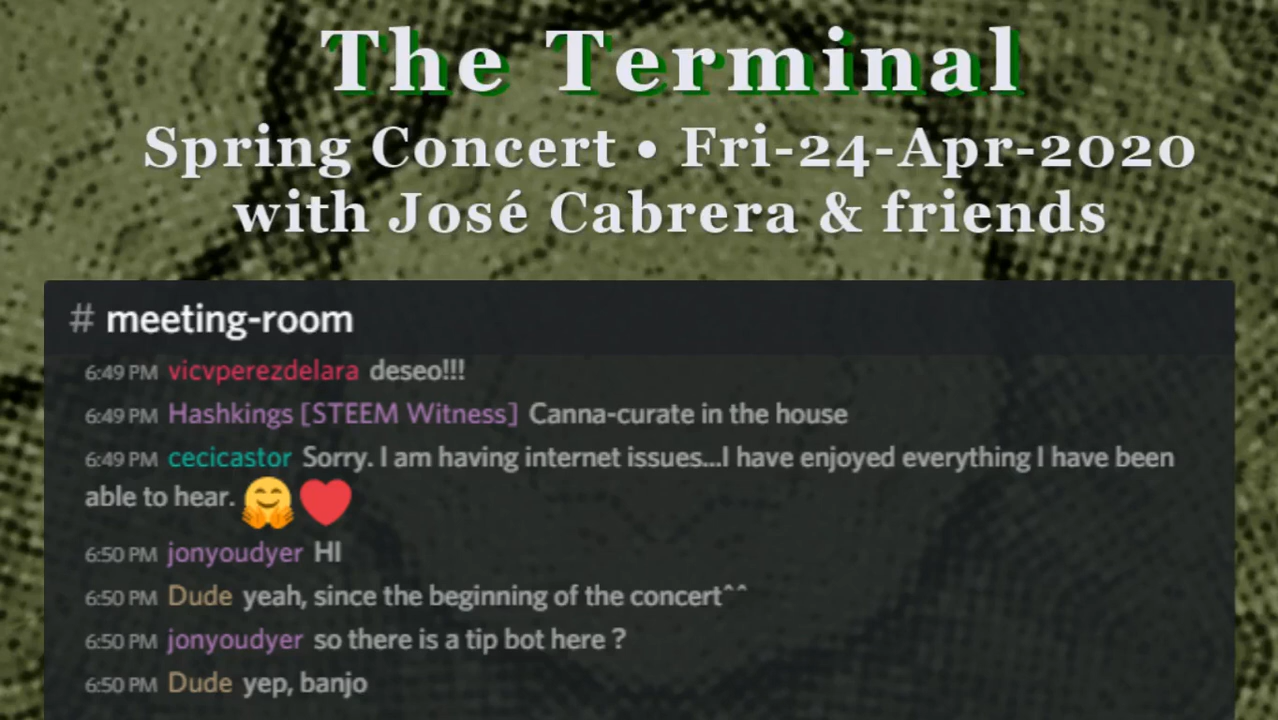 The Terminal
Spring Concert • Fri-24-Apr-2020
with José Cabrera & friends
# meeting-room
6:49 PM vicvperezdelara deseo!!!
6:49 PM Hashkings [STEEM Witness] Canna-curate in the house
6:49 PM cecicastor Sorry. I am having internet issues...I have enjoyed everything I have been
able to hear. 🤗❤️
6:50 PM jonyoudyer HI
6:50 PM Dude yeah, since the beginning of the concert^^
6:50 PM jonyoudyer so there is a tip bot here ?
6:50 PM Dude yep, banjo